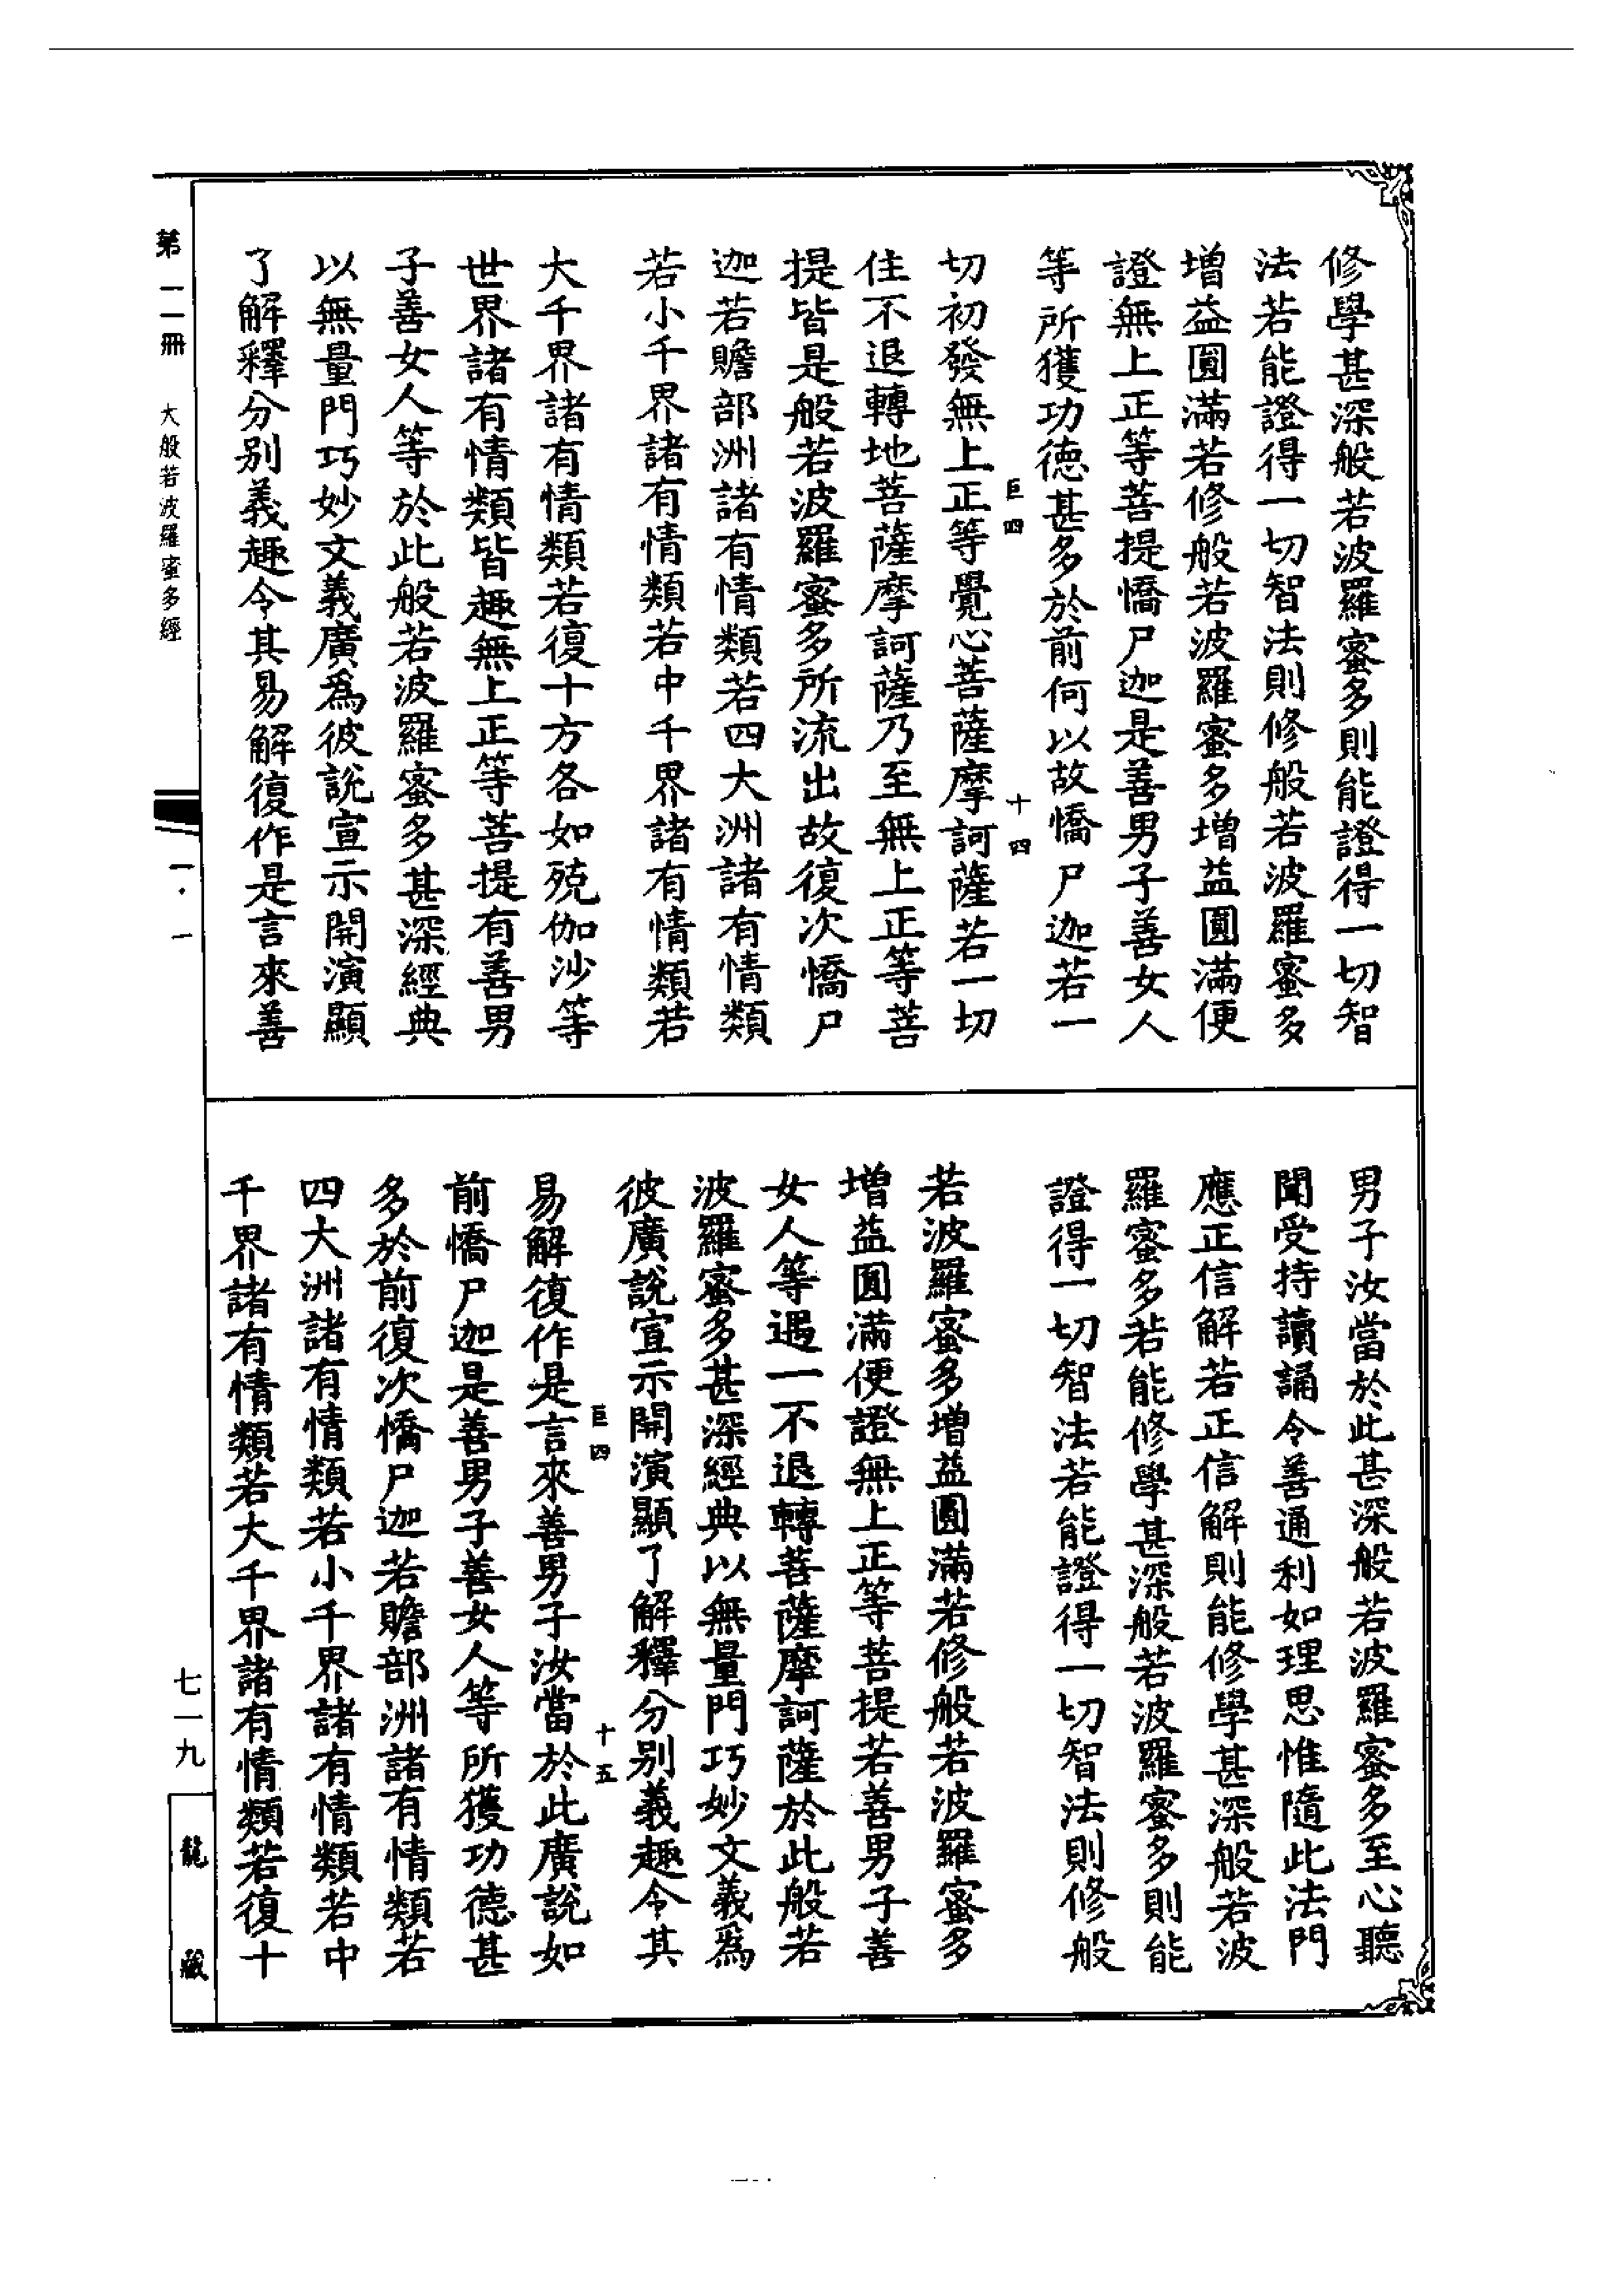 修學甚深般若波羅蜜多則能證得一切智
法若能證得一切智法則修般若波羅蜜多
增益圓滿若修般若波羅蜜多增益圓滿便
證無上正等菩提憍尸迦是善男子善女人
等所獲功德甚多於前何以故憍尸迦若一
巨四 十四
切初發無上正等覺心菩薩摩訶薩若一切
住不退轉地菩薩摩訶薩乃至無上正等菩
提皆是般若波羅蜜多所流出故復次憍尸
迦若贍部洲諸有情類若四大洲諸有情類
若小千界諸有情類若中千界諸有情類若
大千界諸有情類若復十方各如殑伽沙等
世界諸有情類皆趣無上正等菩提有善男
子善女人等於此般若波羅蜜多甚深經典
以無量門巧妙文義廣為彼說宣示開演顯
了解釋分別義趣令其易解復作是言來善
男子汝當於此甚深般若波羅蜜多至心聽
聞受持讀誦令善通利如理思惟隨此法門
應正信解若正信解則能修學甚深般若波
羅蜜多若能修學甚深般若波羅蜜多則能
證得一切智法若能證得一切智法則修般
若波羅蜜多增益圓滿若修般若波羅蜜多
增益圓滿便證無上正等菩提若善男子善
女人等遇一不退轉菩薩摩訶薩於此般若
波羅蜜多甚深經典以無量門巧妙文義為
彼廣說宣示開演顯了解釋分別義趣令其
巨四 十五
易解復作是言來善男子汝當於此廣說如
前憍尸迦是善男子善女人等所獲功德甚
多於前復次憍尸迦若贍部洲諸有情類若
四大洲諸有情類若小千界諸有情類若中
千界諸有情類若大千界諸有情類若復十
第一一冊 大般若波羅蜜多經
一·一
七一九
龍藏